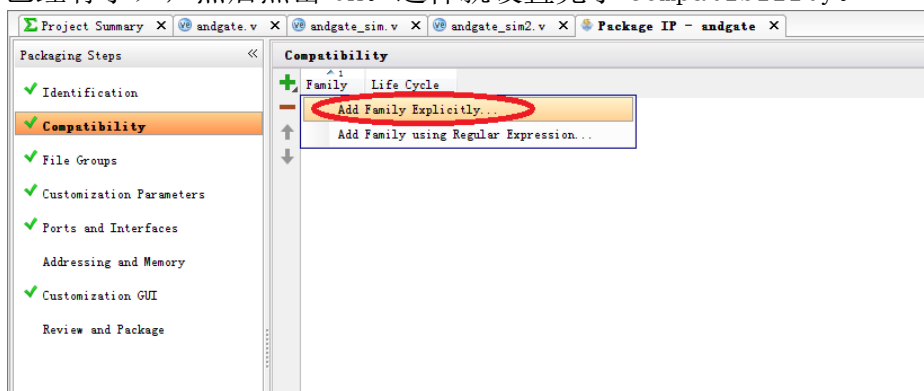 Project Summary
andgate.v
andgate_sim.v
andgate_sim2.v
Package IP - andgate
Packaging Steps
Compatibility
1
Family Life Cycle
Identification
Add Family Explicitly...
Compatibility
Add Family using Regular Expression...
File Groups
Customization Parameters
Ports and Interfaces
Addressing and Memory
Customization GUI
Review and Package